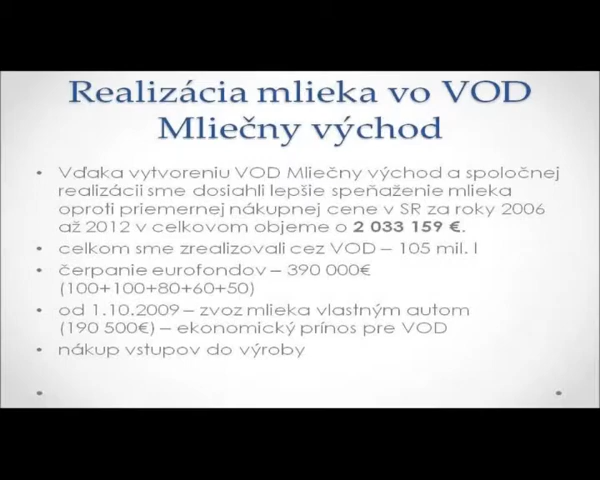 Realizácia mlieka vo VOD
Mliečny východ
• Vďaka vytvoreniu VOD Mliečny východ a spoločnej
realizácii sme dosiahli lepšie speňaženie mlieka
oproti priemernej nákupnej cene v SR za roky 2006
až 2012 v celkovom objeme o 2 033 159 €.
• celkom sme zrealizovali cez VOD – 105 mil. l
• čerpanie eurofondov – 390 000€
(100+100+80+60+50)
• od 1.10.2009 – zvoz mlieka vlastným autom
(190 500€) – ekonomický prínos pre VOD
• nákup vstupov do výroby